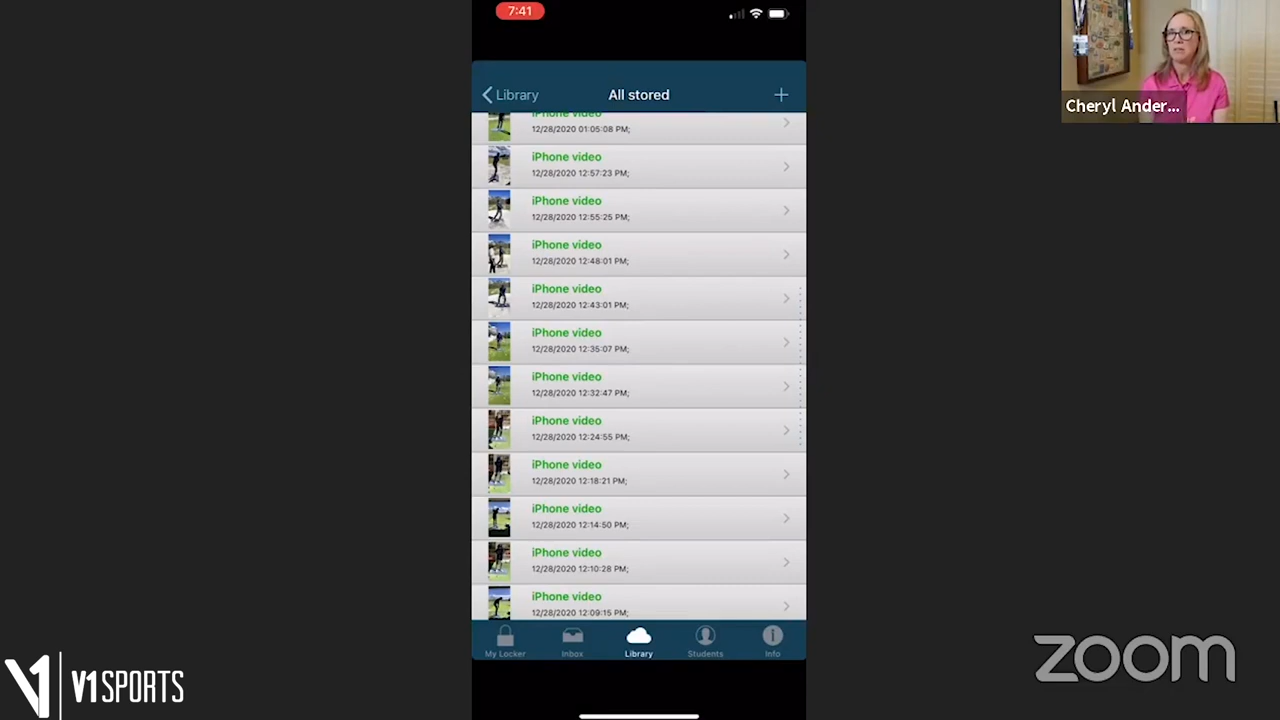 7:41
Library
All stored
+
iPhone video
12/28/2020 01:05:08 PM;
iPhone video
12/28/2020 12:57:23 PM;
iPhone video
12/28/2020 12:55:25 PM;
iPhone video
12/28/2020 12:48:01 PM;
iPhone video
12/28/2020 12:43:01 PM;
iPhone video
12/28/2020 12:35:07 PM;
iPhone video
12/28/2020 12:32:47 PM;
iPhone video
12/28/2020 12:24:55 PM;
iPhone video
12/28/2020 12:18:21 PM;
iPhone video
12/28/2020 12:14:50 PM;
iPhone video
12/28/2020 12:10:28 PM;
iPhone video
12/28/2020 12:09:15 PM;
My Locker
Inbox
Library
Students
Info
Cheryl Ander...
V1 SPORTS
zoom